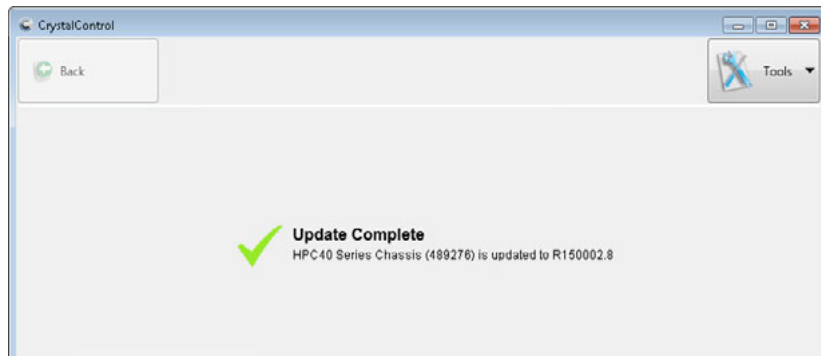 CrystalControl
Back
Tools
Update Complete
HPC40 Series Chassis (489276) is updated to R150002.8